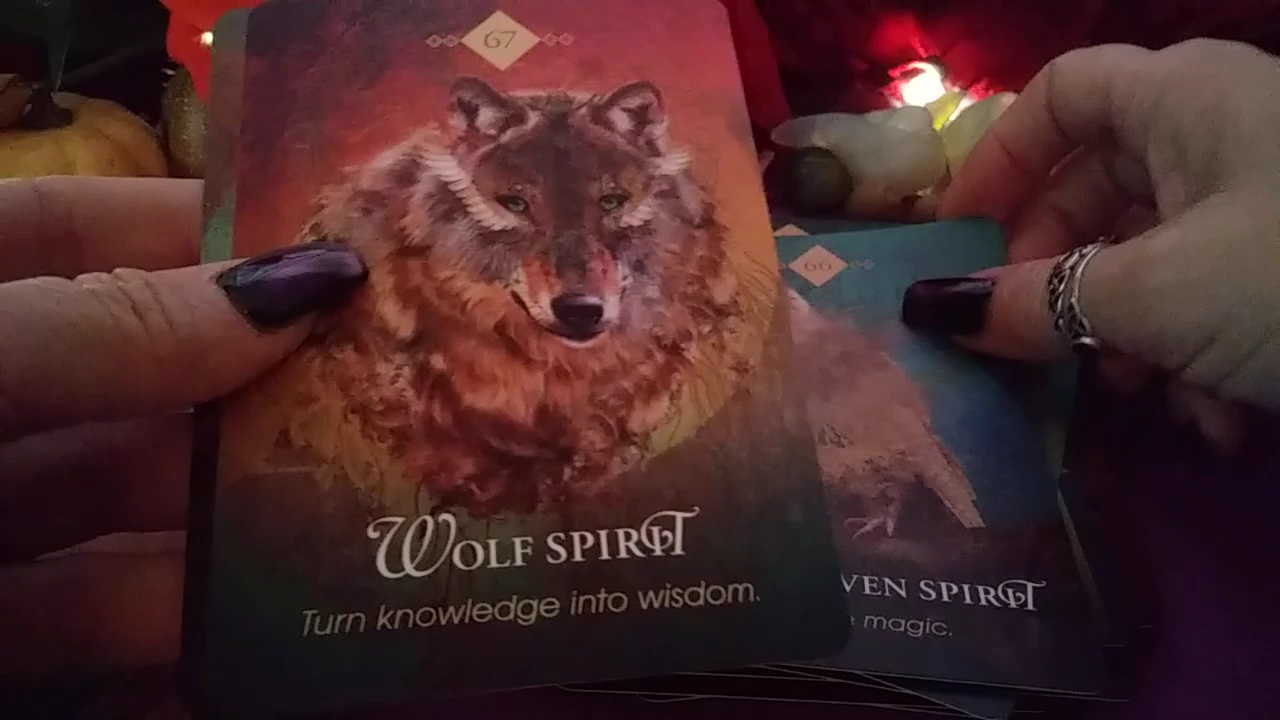 67
WOLF SPIRIT
Turn knowledge into wisdom.
66
VEN SPIRIT
magic.